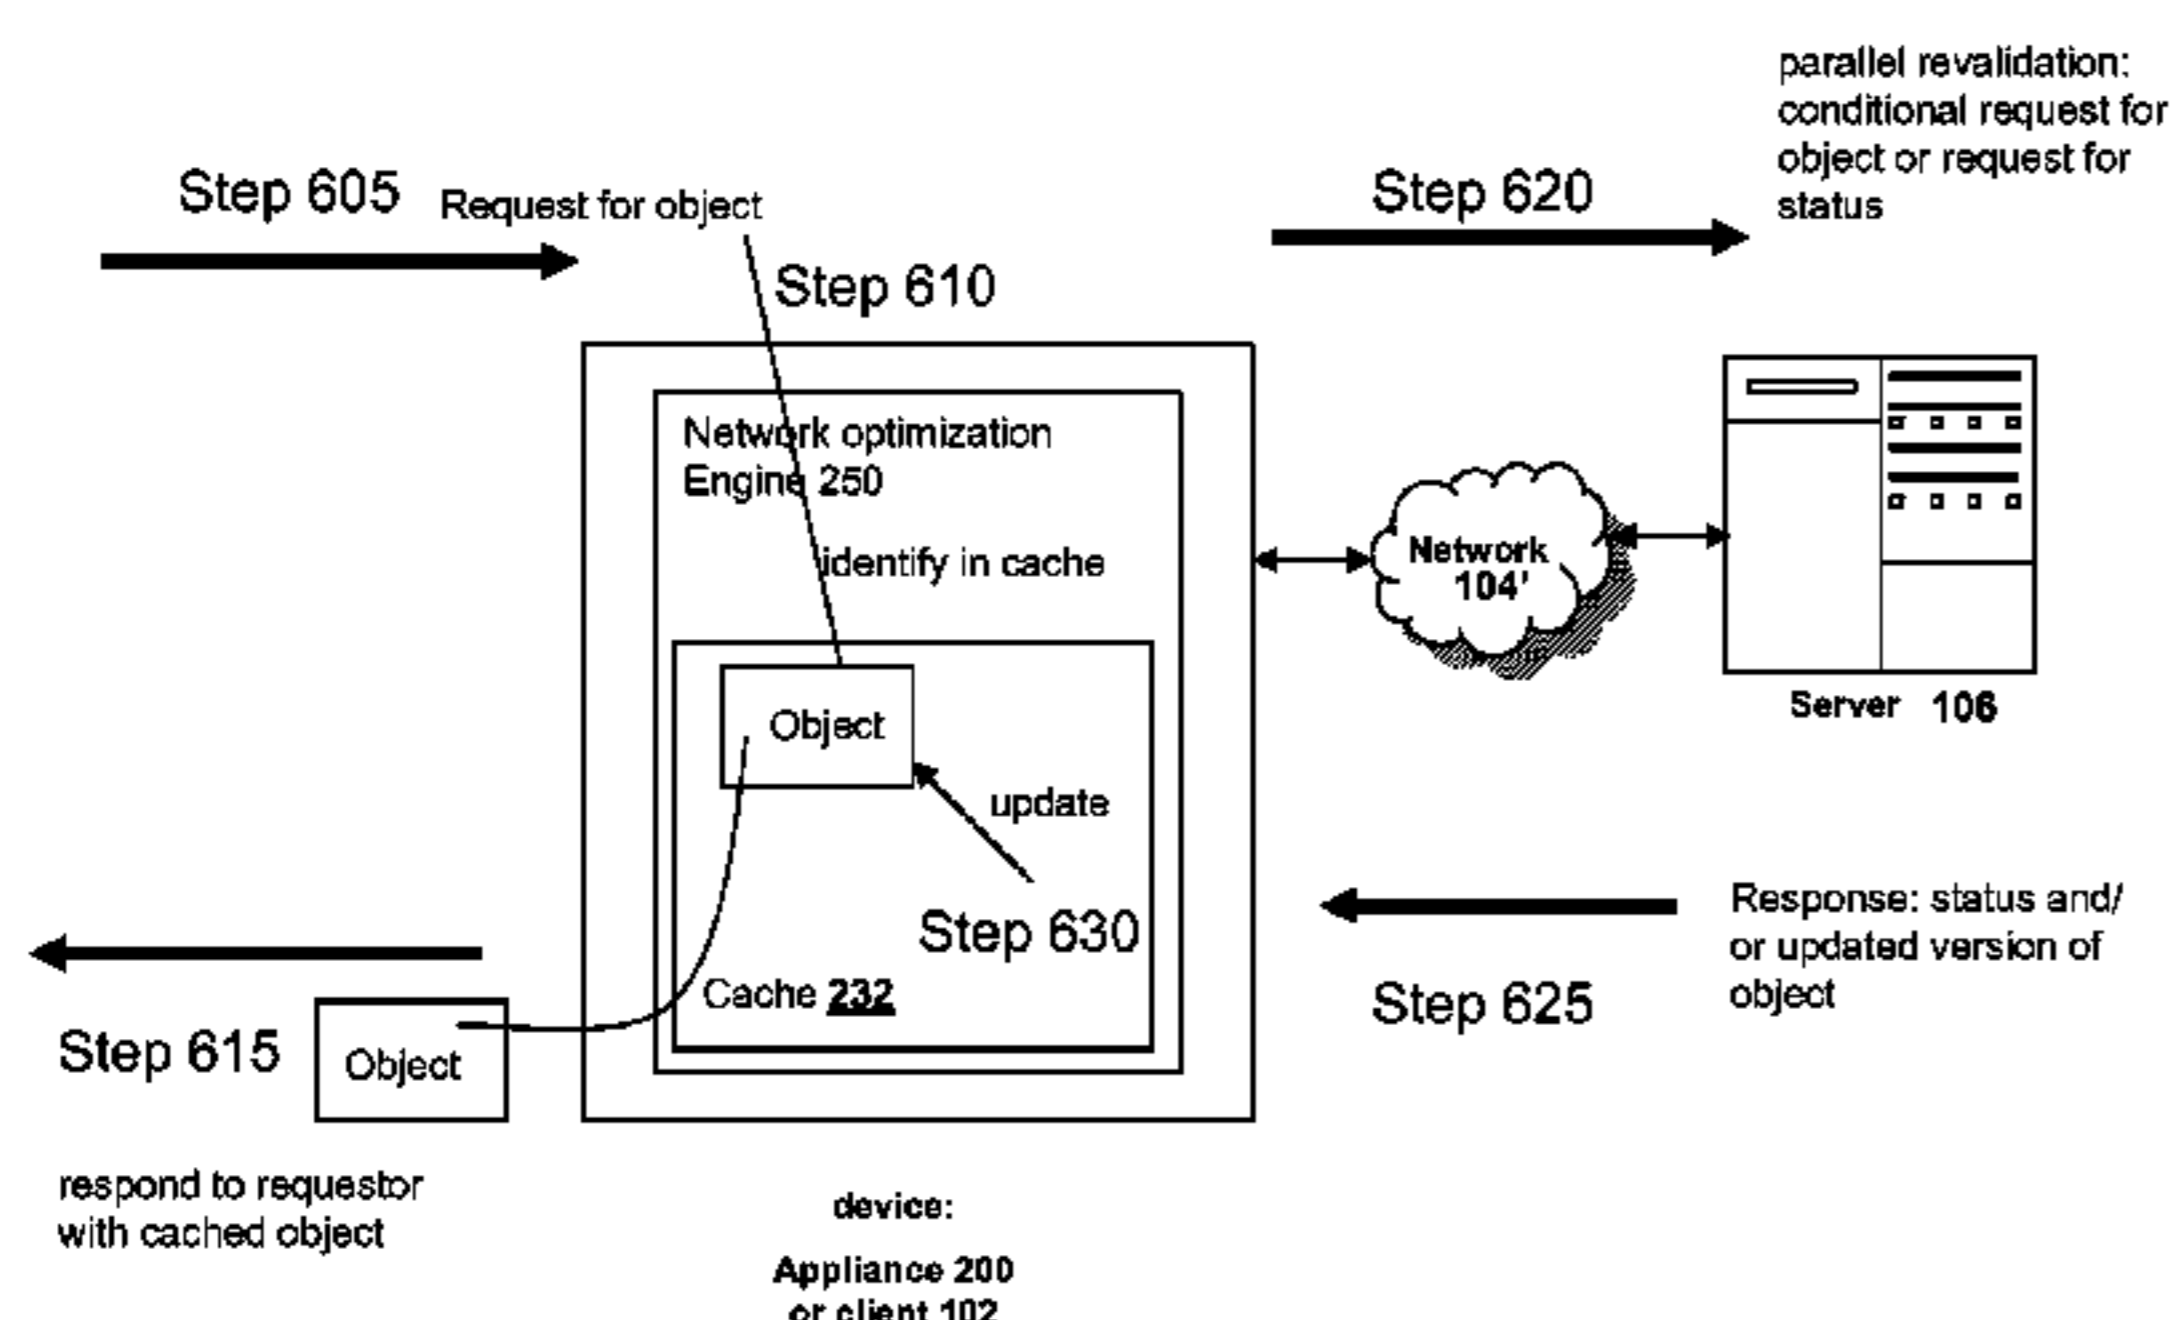 parallel revalidation:
conditional request for
object or request for
status
Step 605
Request for object
Step 620
Step 610
Network optimization
Engine 250
identify in cache
Network
104'
Server 106
Object
update
Step 630
Cache 232
Response: status and/
or updated version of
object
Step 625
Step 615
Object
respond to requestor
with cached object
device:
Appliance 200
or client 102